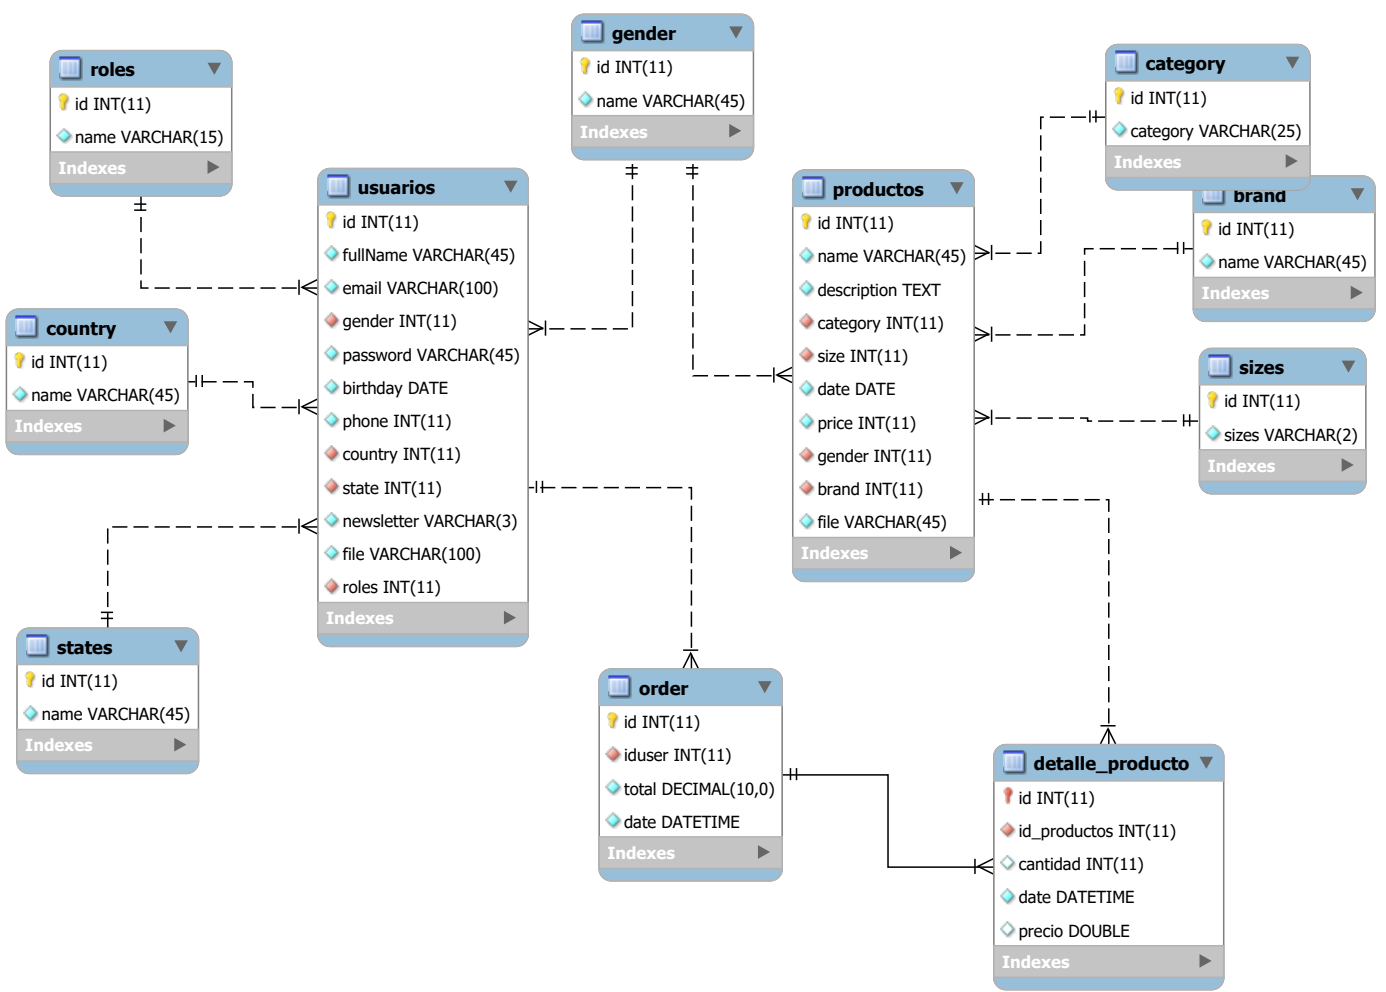 roles
id INT(11)
name VARCHAR(15)
Indexes
gender
id INT(11)
name VARCHAR(45)
Indexes
category
id INT(11)
category VARCHAR(25)
Indexes
brand
id INT(11)
name VARCHAR(45)
Indexes
usuarios
id INT(11)
fullName VARCHAR(45)
email VARCHAR(100)
gender INT(11)
password VARCHAR(45)
birthday DATE
phone INT(11)
country INT(11)
state INT(11)
newsletter VARCHAR(3)
file VARCHAR(100)
roles INT(11)
Indexes
productos
id INT(11)
name VARCHAR(45)
description TEXT
category INT(11)
size INT(11)
date DATE
price INT(11)
gender INT(11)
brand INT(11)
file VARCHAR(45)
Indexes
country
id INT(11)
name VARCHAR(45)
Indexes
sizes
id INT(11)
sizes VARCHAR(2)
Indexes
states
id INT(11)
name VARCHAR(45)
Indexes
order
id INT(11)
iduser INT(11)
total DECIMAL(10,0)
date DATETIME
Indexes
detalle_producto
id INT(11)
id_productos INT(11)
cantidad INT(11)
date DATETIME
precio DOUBLE
Indexes